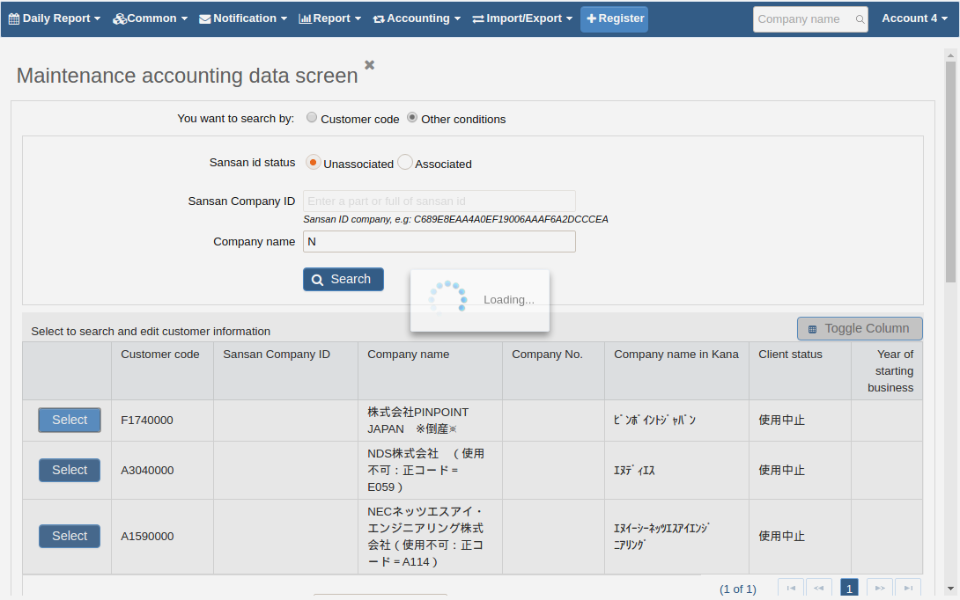 Daily Report Common Notification Report Accounting Import/Export Register Company name Account 4
Maintenance accounting data screen
You want to search by: Customer code Other conditions
Sansan id status Unassociated Associated
Sansan Company ID Enter a part or full of sansan id
Sansan ID company, e.g: C689E8EAA4A0EF19006AAAF6A2DCCCEA
Company name N
Search
Loading...
Select to search and edit customer information Toggle Column
Customer code Sansan Company ID Company name Company No. Company name in Kana Client status Year of
starting
business
株式会社PINPOINT
Select F1740000 ﾋﾟﾝﾎﾟｲﾝﾄｼﾞｬﾊﾟﾝ 使用中止
JAPAN　※倒産※
NDS株式会社　（使用
Select A3040000 不可：正コード＝ ｴﾇﾃﾞｨｴｽ 使用中止
E059）
NECネッツエスアイ・
エンジニアリング株式 ｴﾇｲｰｼｰﾈｯﾂｴｽｱｲｴﾝｼﾞ
Select A1590000 使用中止
会社（使用不可：正コ ﾆｱﾘﾝｸﾞ
ード＝A114）
(1 of 1) 1